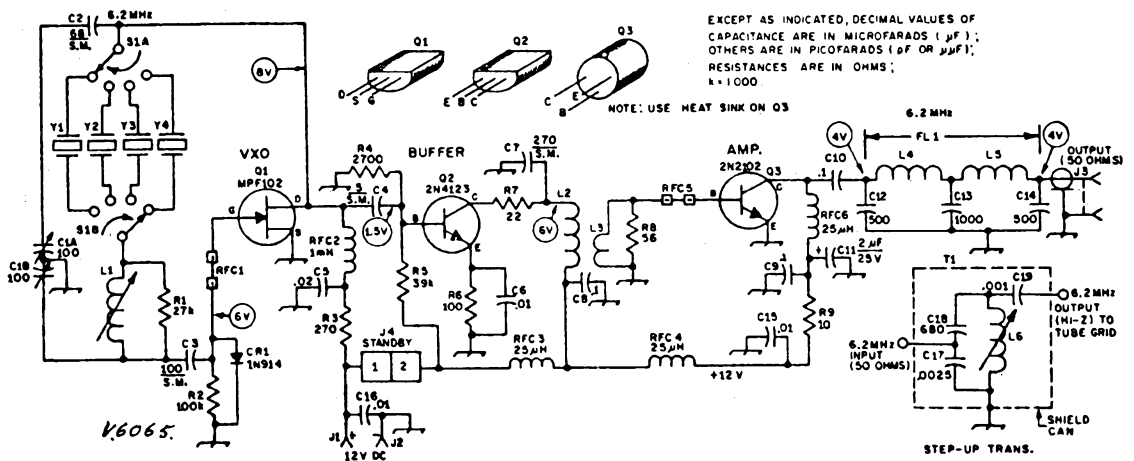 C2
68
S.M.
6.2 MHz
S1A
Y1
Y2
Y3
Y4
S1B
C1A
100
C1B
100
L1
R1
27k
C3
100
S.M.
R2
100k
CR1
1N914
6V
RFC1
8V
VXO
Q1
MPF102
G
D
S
V.6065.
Q1
D S G
Q2
E B C
Q3
C
B
E
NOTE: USE HEAT SINK ON Q3
EXCEPT AS INDICATED, DECIMAL VALUES OF
CAPACITANCE ARE IN MICROFARADS (µF);
OTHERS ARE IN PICOFARADS (pF OR µµF);
RESISTANCES ARE IN OHMS;
k=1000
R4
2700
BUFFER
5
S.M.
C4
1.5V
RFC2
1mH
C5
.02
R3
270
R5
39k
Q2
2N4123
B
C
E
R6
100
C6
.01
J4
STANDBY
1 2
C16
.01
J1
+
J2
12V DC
C7
270
S.M.
R7
22
6V
L2
L3
C8
.1
R8
56
RFC5
RFC3
25µH
RFC4
25µH
+12 V
AMP.
2N2102
Q3
B
C
E
RFC6
25µH
C9
.1
C11
+
2µF
25V
R9
10
C15
.01
C10
.1
4V
6.2 MHz
FL1
L4
L5
4V
C12
500
C13
1000
C14
500
OUTPUT
(50 OHMS)
J3
T1
C19
.001
6.2MHz
OUTPUT
(HI-Z) TO
TUBE GRID
C18
680
L6
6.2MHz
INPUT
(50 OHMS)
C17
.0025
SHIELD
CAN
STEP-UP TRANS.